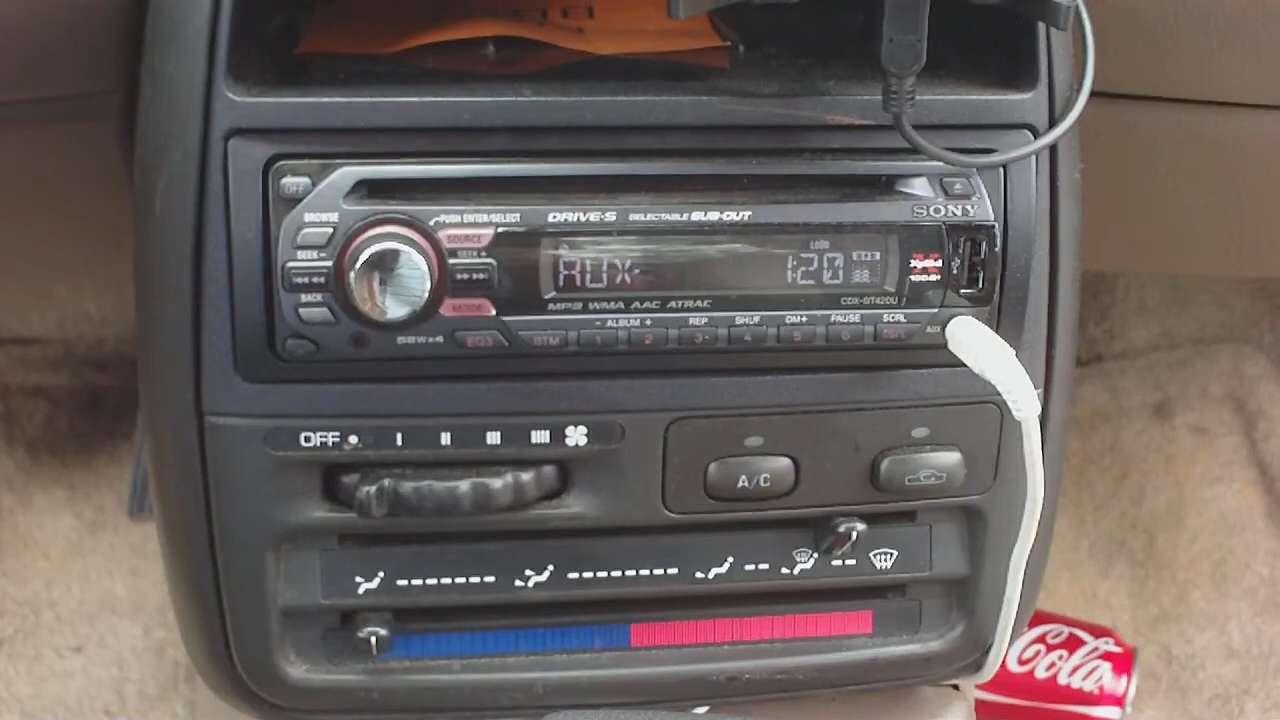 OFF
BROWSE
PUSH ENTER/SELECT
DRIVE-S SELECTABLE SUB-OUT
SONY
SOURCE
SEEK -
SEEK +
AUX
1:20
BACK
MODE
MP3 WMA AAC ATRAC
CDX-GT420U
- ALBUM +
REP
SHUF
DM+
PAUSE
SCRL
52W×4
EQ3
1
2
3
4
5
6
AUX
OFF
A/C
Cola